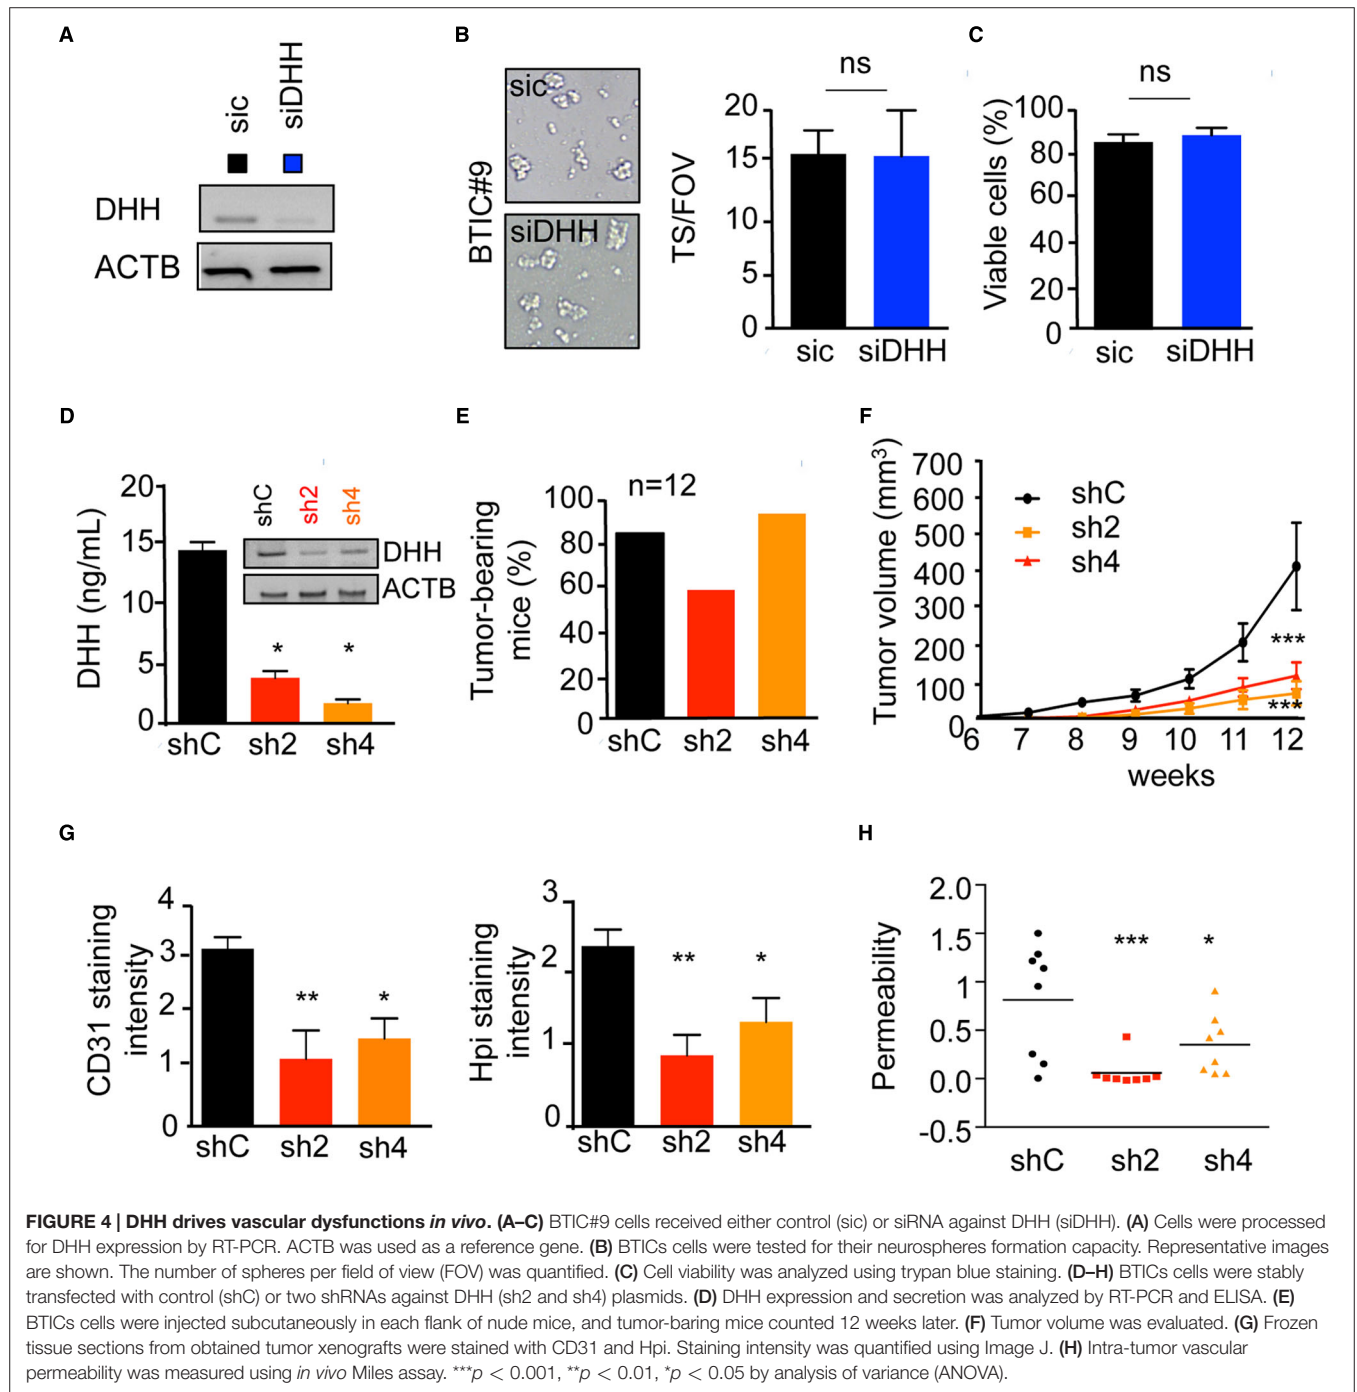 A
sic
siDHH
DHH
ACTB
B
BTIC#9
sic
siDHH
TS/FOV
ns
20
15
10
5
0
sic
siDHH
C
Viable cells (%)
ns
100
80
60
40
20
0
sic
siDHH
D
DHH (ng/mL)
20
15
10
5
0
shC
sh2
sh4
DHH
ACTB
*
*
shC
sh2
sh4
E
Tumor-bearing
mice (%)
n=12
100
80
60
40
20
0
shC
sh2
sh4
F
Tumor volume (mm³)
700
600
500
400
300
200
100
0
shC
sh2
sh4
***
***
6
7
8
9
10
11
12
weeks
G
CD31 staining
intensity
4
3
2
1
0
**
*
shC
sh2
sh4
Hpi staining
intensity
3
2
1
0
**
*
shC
sh2
sh4
H
Permeability
2.0
1.5
1
0.5
0.0
-0.5
***
*
shC
sh2
sh4
FIGURE 4 | DHH drives vascular dysfunctions in vivo. (A–C) BTIC#9 cells received either control (sic) or siRNA against DHH (siDHH). (A) Cells were processed
for DHH expression by RT-PCR. ACTB was used as a reference gene. (B) BTICs cells were tested for their neurospheres formation capacity. Representative images
are shown. The number of spheres per field of view (FOV) was quantified. (C) Cell viability was analyzed using trypan blue staining. (D–H) BTICs cells were stably
transfected with control (shC) or two shRNAs against DHH (sh2 and sh4) plasmids. (D) DHH expression and secretion was analyzed by RT-PCR and ELISA. (E)
BTICs cells were injected subcutaneously in each flank of nude mice, and tumor-baring mice counted 12 weeks later. (F) Tumor volume was evaluated. (G) Frozen
tissue sections from obtained tumor xenografts were stained with CD31 and Hpi. Staining intensity was quantified using Image J. (H) Intra-tumor vascular
permeability was measured using in vivo Miles assay. ***p < 0.001, **p < 0.01, *p < 0.05 by analysis of variance (ANOVA).